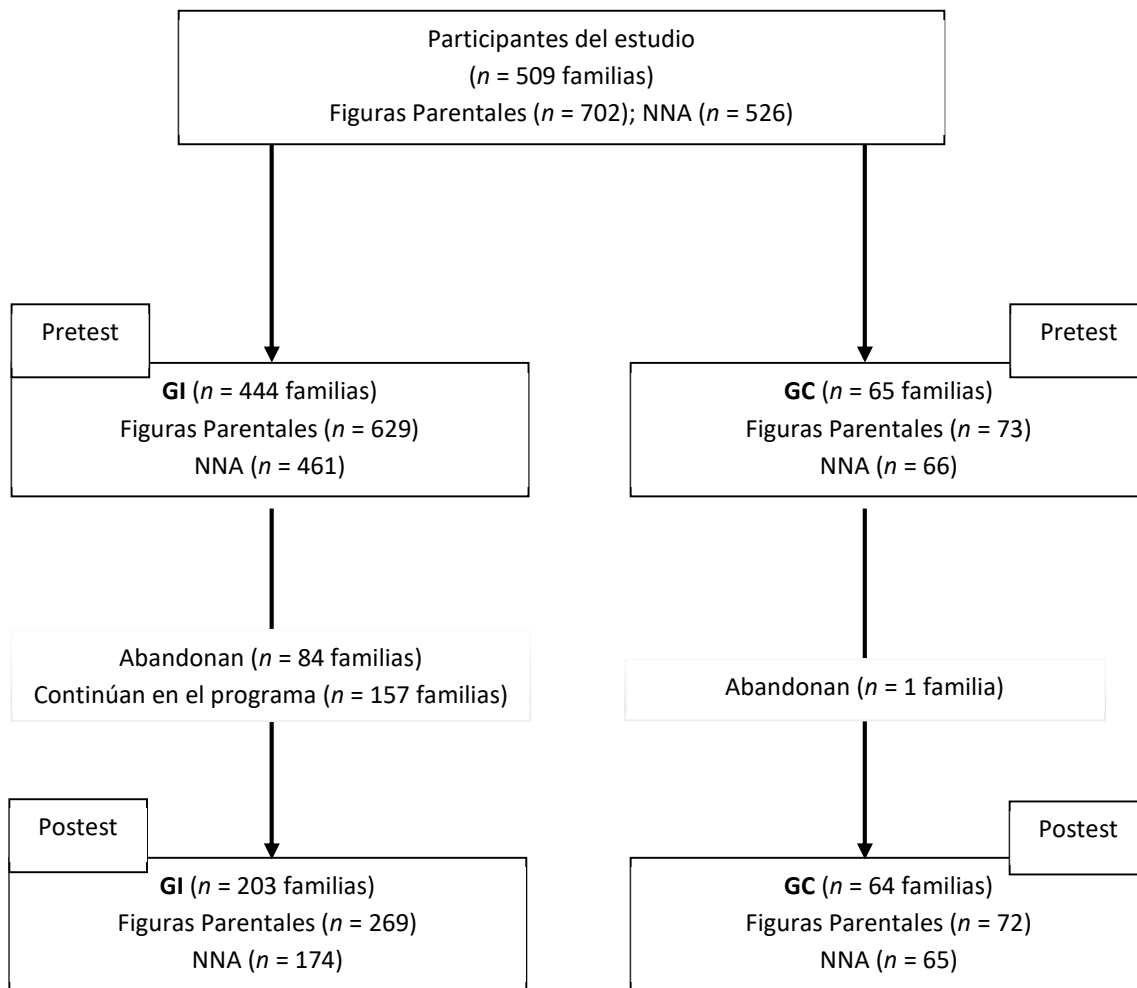 Participantes del estudio
(n = 509 familias)
Figuras Parentales (n = 702); NNA (n = 526)
Pretest
Pretest
GI (n = 444 familias)
Figuras Parentales (n = 629)
NNA (n = 461)
GC (n = 65 familias)
Figuras Parentales (n = 73)
NNA (n = 66)
Abandonan (n = 84 familias)
Continúan en el programa (n = 157 familias)
Abandonan (n = 1 familia)
Postest
Postest
GI (n = 203 familias)
Figuras Parentales (n = 269)
NNA (n = 174)
GC (n = 64 familias)
Figuras Parentales (n = 72)
NNA (n = 65)